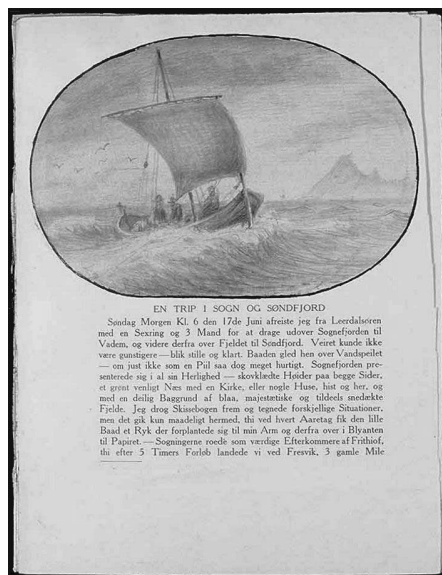 EN TRIP I SOGN OG SØNDFJORD
Søndag Morgen Kl. 6 den 17de Juni afreiste jeg fra Leerdalsøren
med en Sexring og 3 Mand for at drage udover Sognefjorden til
Vadem, og videre derfra over Fjeldet til Søndfjord. Veiret kunde ikke
være gunstigere — blik stille og klart. Baaden gled hen over Vandspeilet
— om just ikke som en Piil saa dog meget hurtigt. Sognefjorden pre-
senterede sig i al sin Herlighed — skovklædte Høider paa begge Sider,
et grønt venligt Næs med en Kirke, eller nogle Huse, hist og her, og
med en deilig Baggrund af blaa, majestætiske og tildeels snedækte
Fjelde. Jeg drog Skissebogen frem og tegnede forskjellige Situationer,
men det gik kun maadeligt hermed, thi ved hvert Aaretag fik den lille
Baad et Ryk der forplantede sig til min Arm og derfra over i Blyanten
til Papiret. — Sogningerne roede som værdige Efterkommere af Frithiof,
thi efter 5 Timers Forløb landede vi ved Fresvik, 3 gamle Mile